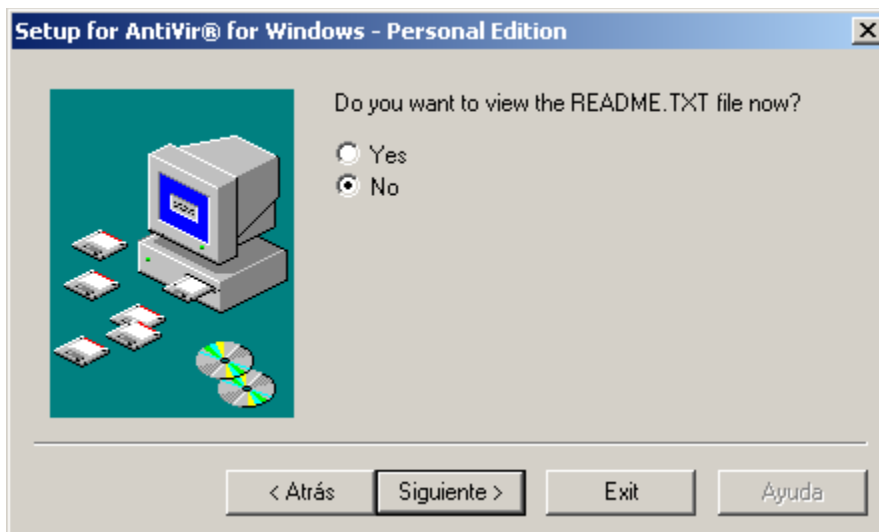 Setup for AntiVir® for Windows - Personal Edition
Do you want to view the README.TXT file now?
Yes
No
< Atrás
Siguiente >
Exit
Ayuda